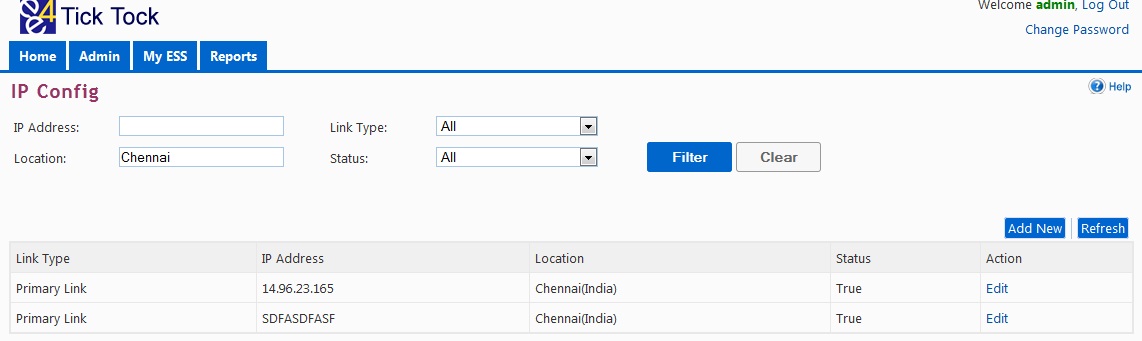 e4e Tick Tock
Welcome admin, Log Out
Change Password
Home Admin My ESS Reports
IP Config
Help
IP Address: Link Type: All
Location: Chennai Status: All Filter Clear
Add New Refresh
Link Type IP Address Location Status Action
Primary Link 14.96.23.165 Chennai(India) True Edit
Primary Link SDFASDFASF Chennai(India) True Edit